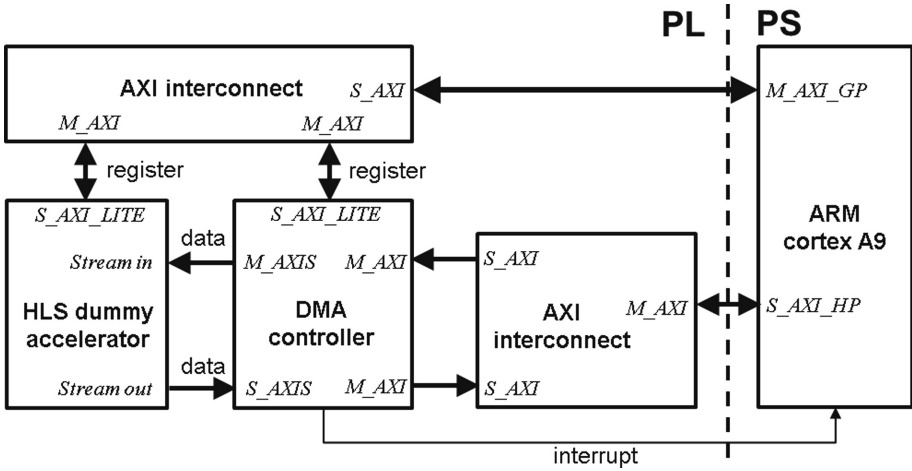 PL PS
AXI interconnect
S_AXI
M_AXI_GP
M_AXI
M_AXI
register
register
S_AXI_LITE
S_AXI_LITE
ARM
cortex A9
data
Stream in
M_AXIS
M_AXI
S_AXI
HLS dummy
accelerator
DMA
controller
AXI
interconnect
M_AXI
S_AXI_HP
data
Stream out
S_AXIS
M_AXI
S_AXI
interrupt